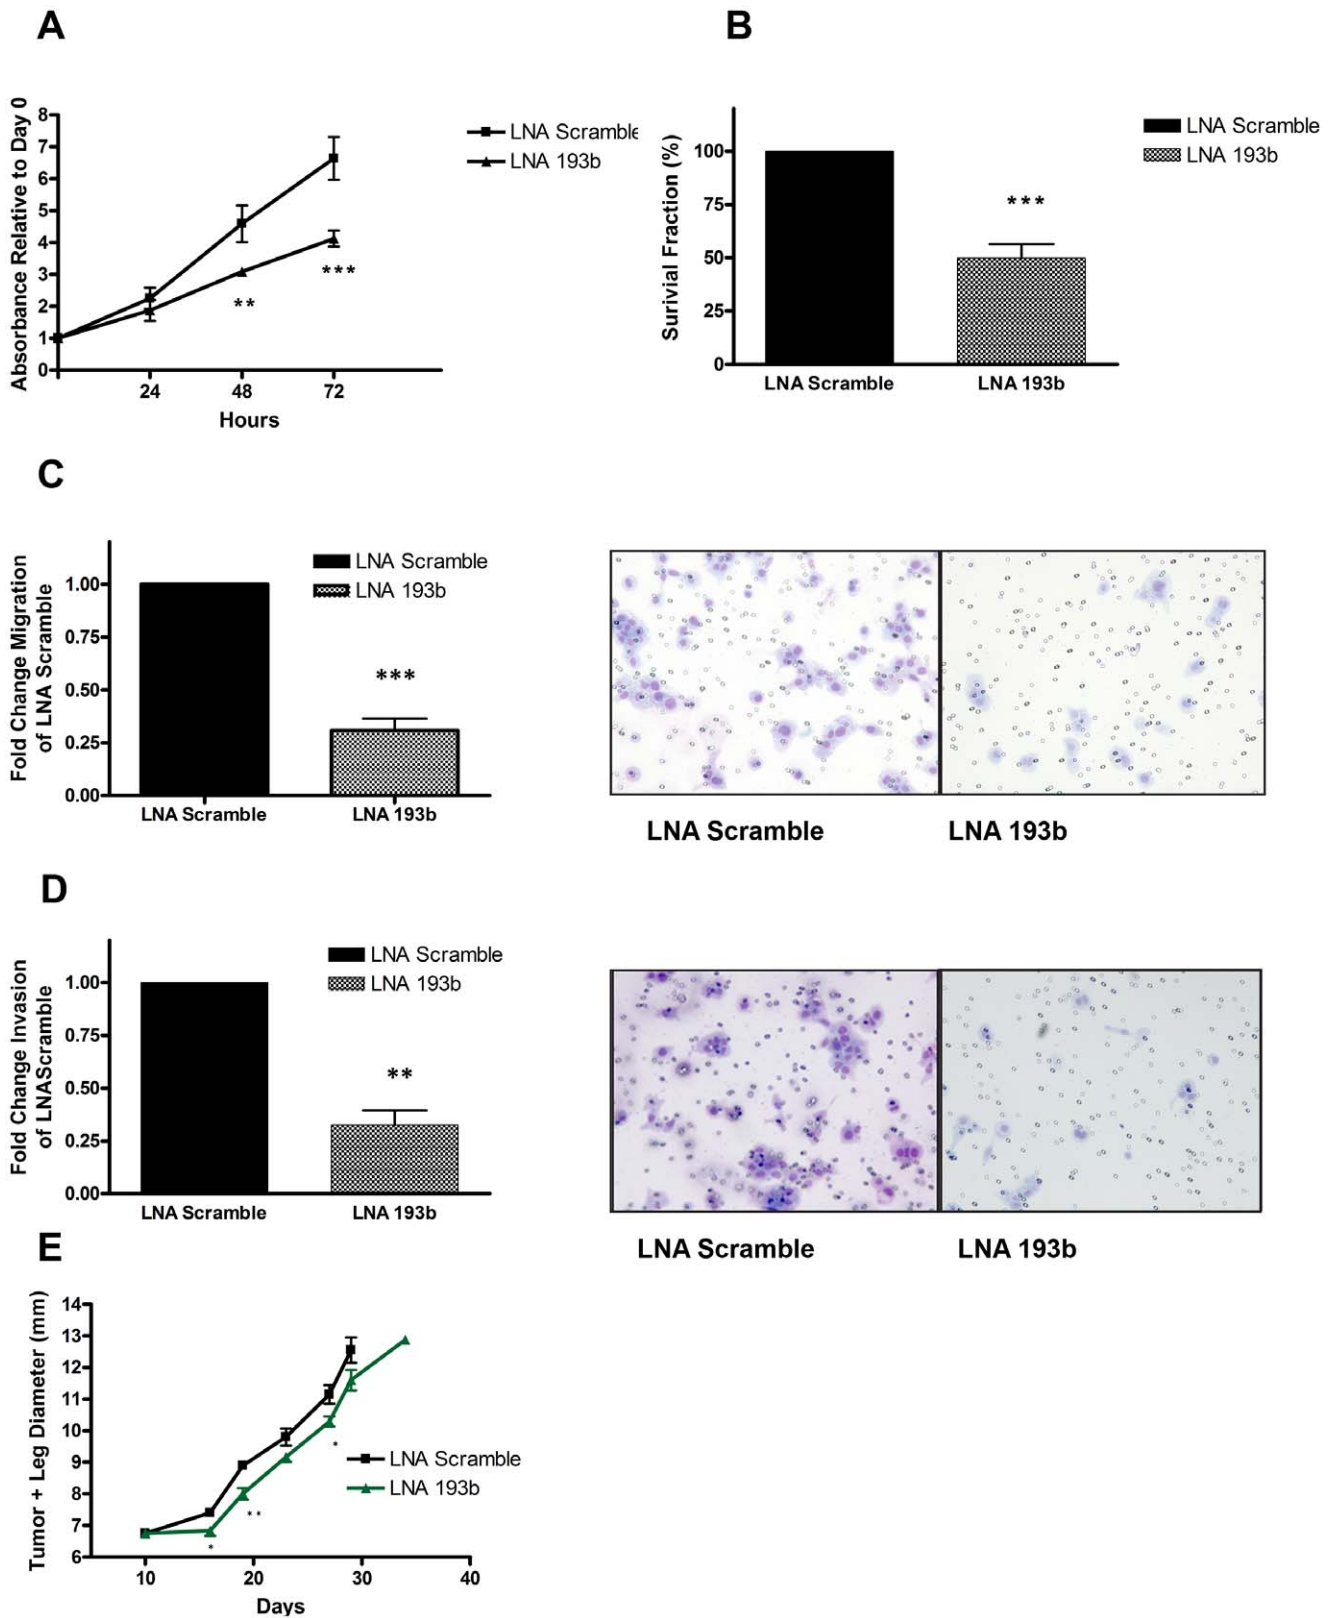 A
Absorbance Relative to Day 0
8
7
6
5
4
3
2
1
0
24
48
72
Hours
LNA Scramble
LNA 193b
**
***
B
Surivial Fraction (%)
100
75
50
25
0
LNA Scramble
LNA 193b
***
LNA Scramble
LNA 193b
C
Fold Change Migration
of LNA Scramble
1.00
0.75
0.50
0.25
0.00
LNA Scramble
LNA 193b
***
LNA Scramble
LNA 193b
LNA Scramble
LNA 193b
D
Fold Change Invasion
of LNAScramble
1.00
0.75
0.50
0.25
0.00
LNA Scramble
LNA 193b
**
LNA Scramble
LNA 193b
LNA Scramble
LNA 193b
E
Tumor + Leg Diameter (mm)
14
13
12
11
10
9
8
7
6
10
20
30
40
Days
LNA Scramble
LNA 193b
*
**
*